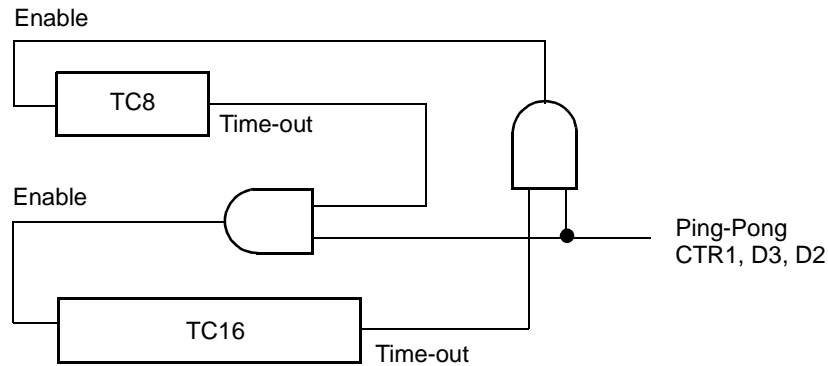 Enable
TC8
Time-out
Enable
Ping-Pong
CTR1, D3, D2
TC16
Time-out